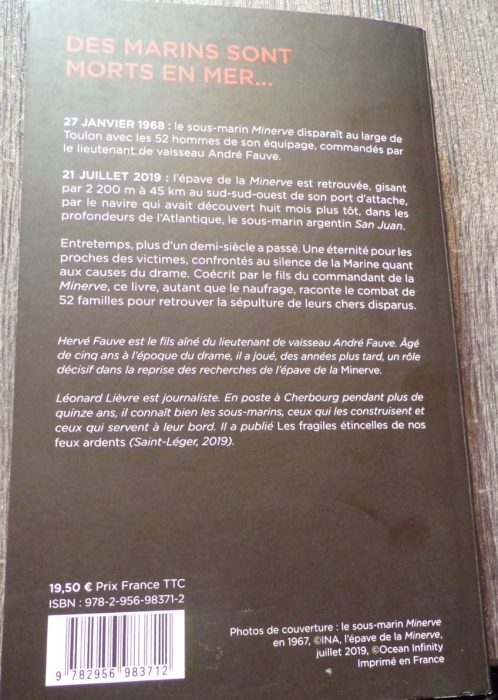 DES MARINS SONT
MORTS EN MER...
27 JANVIER 1968 : le sous-marin Minerve disparaît au large de
Toulon avec les 52 hommes de son équipage, commandés par
le lieutenant de vaisseau André Fauve.
21 JUILLET 2019 : l'épave de la Minerve est retrouvée, gisant
par 2 200 m à 45 km au sud-sud-ouest de son port d'attache,
par le navire qui avait découvert huit mois plus tôt, dans les
profondeurs de l'Atlantique, le sous-marin argentin San Juan.
Entretemps, plus d'un demi-siècle a passé. Une éternité pour les
proches des victimes, confrontés au silence de la Marine quant
aux causes du drame. Coécrit par le fils du commandant de la
Minerve, ce livre, autant que le naufrage, raconte le combat de
52 familles pour retrouver la sépulture de leurs chers disparus.
Hervé Fauve est le fils aîné du lieutenant de vaisseau André Fauve. Âgé
de cinq ans à l'époque du drame, il a joué, des années plus tard, un rôle
décisif dans la reprise des recherches de l'épave de la Minerve.
Léonard Lièvre est journaliste. En poste à Cherbourg pendant plus de
quinze ans, il connaît bien les sous-marins, ceux qui les construisent et
ceux qui servent à leur bord. Il a publié Les fragiles étincelles de nos
feux ardents (Saint-Léger, 2019).
19,50 € Prix France TTC
ISBN : 978-2-956-98371-2
9 782956 983712
Photos de couverture : le sous-marin Minerve
en 1967, ©INA, l'épave de la Minerve,
juillet 2019, ©Ocean Infinity
Imprimé en France